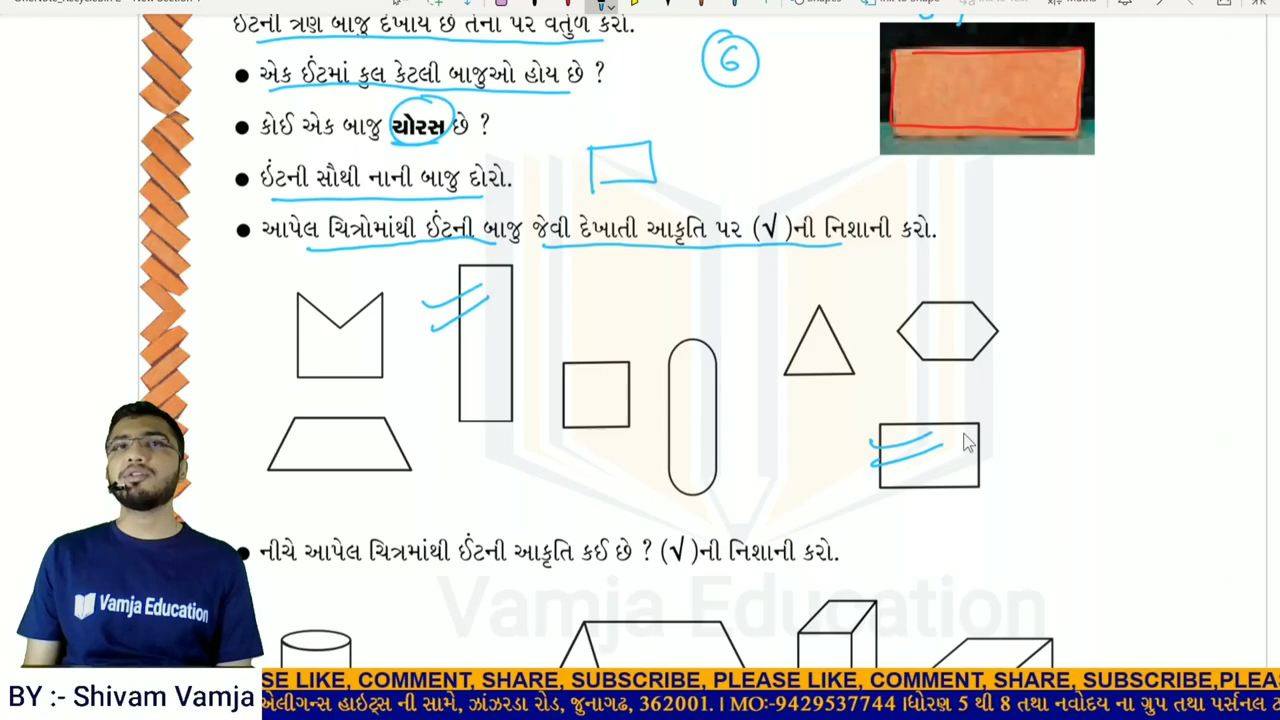 ઈંટની ત્રણ બાજુ દેખાય છે તેના પર વર્તુળ કરો.
● એક ઈંટમાં કુલ કેટલી બાજુઓ હોય છે ?
6
● કોઈ એક બાજુ ચોરસ છે ?
● ઇંટની સૌથી નાની બાજુ દોરો.
● આપેલ ચિત્રોમાંથી ઈંટની બાજુ જેવી દેખાતી આકૃતિ પર (√ )ની નિશાની કરો.
● નીચે આપેલ ચિત્રમાંથી ઈંટની આકૃતિ કઈ છે ? (√ )ની નિશાની કરો.
Vamja Education
Vamja Education
BY :- Shivam Vamja
SE LIKE, COMMENT, SHARE, SUBSCRIBE, PLEASE LIKE, COMMENT, SHARE, SUBSCRIBE,PLEA
એલીગન્સ હાઇટ્સ ની સામે, ઝાંઝરડા રોડ, જુનાગઢ, 362001. | MO:-9429537744 |ધોરણ 5 થી 8 તથા નવોદય ના ગ્રુપ તથા પર્સનલ